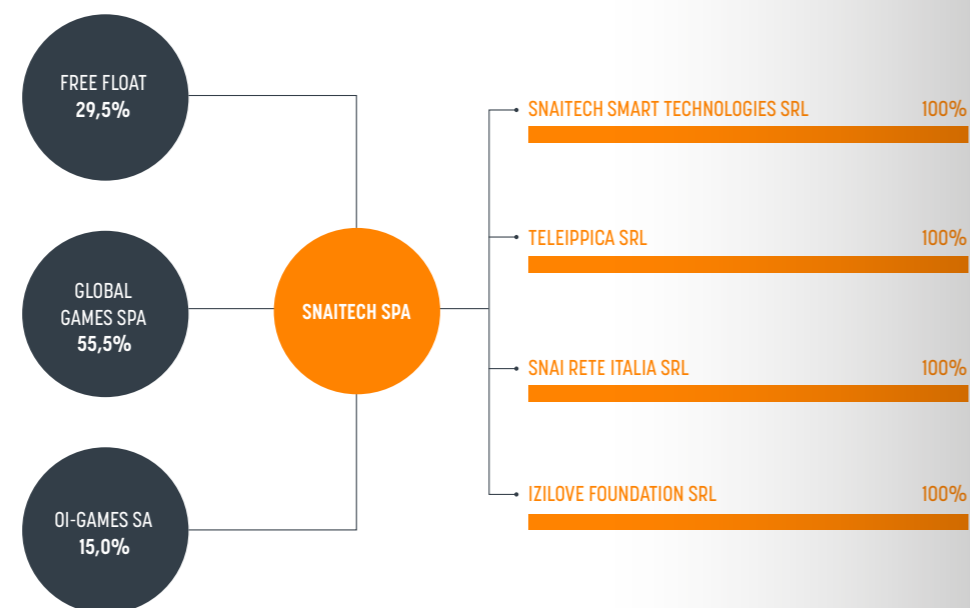 FREE FLOAT
29,5%
GLOBAL
GAMES SPA
55,5%
OI-GAMES SA
15,0%
SNAITECH SPA
SNAITECH SMART TECHNOLOGIES SRL 100%
TELEIPPICA SRL 100%
SNAI RETE ITALIA SRL 100%
IZILOVE FOUNDATION SRL 100%